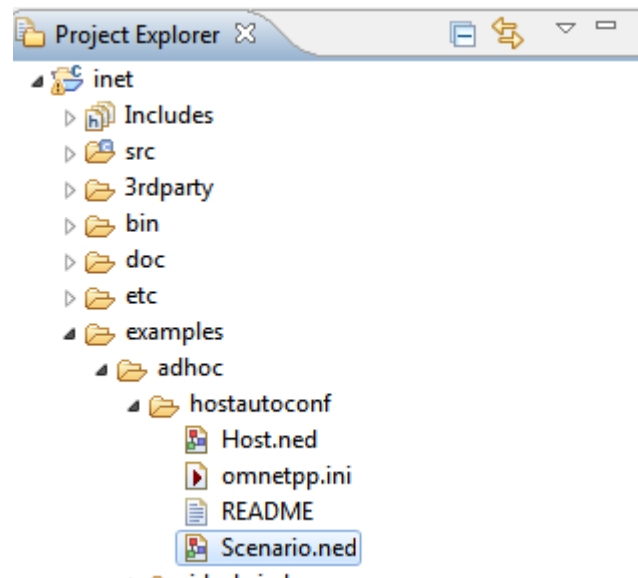 Project Explorer
inet
Includes
src
3rdparty
bin
doc
etc
examples
adhoc
hostautoconf
Host.ned
omnetpp.ini
README
Scenario.ned